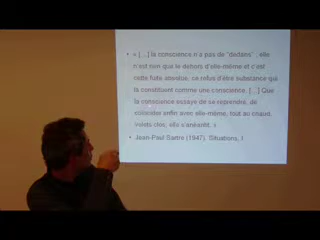 • « [...] la conscience n'a pas de "dedans" ; elle
n'est rien que le dehors d'elle-même et c'est
cette fuite absolue, ce refus d'être substance qui
la constituent comme une conscience. [...] Que
la conscience essaye de se reprendre, de
coïncider enfin avec elle-même, tout au chaud,
volets clos, elle s'anéantit. »
• Jean-Paul Sartre (1947), Situations, I